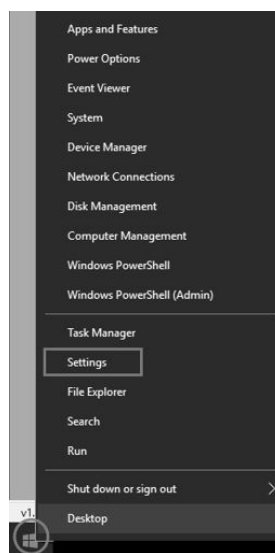 Apps and Features
Power Options
Event Viewer
System
Device Manager
Network Connections
Disk Management
Computer Management
Windows PowerShell
Windows PowerShell (Admin)
Task Manager
Settings
File Explorer
Search
Run
Shut down or sign out
v1.
Desktop